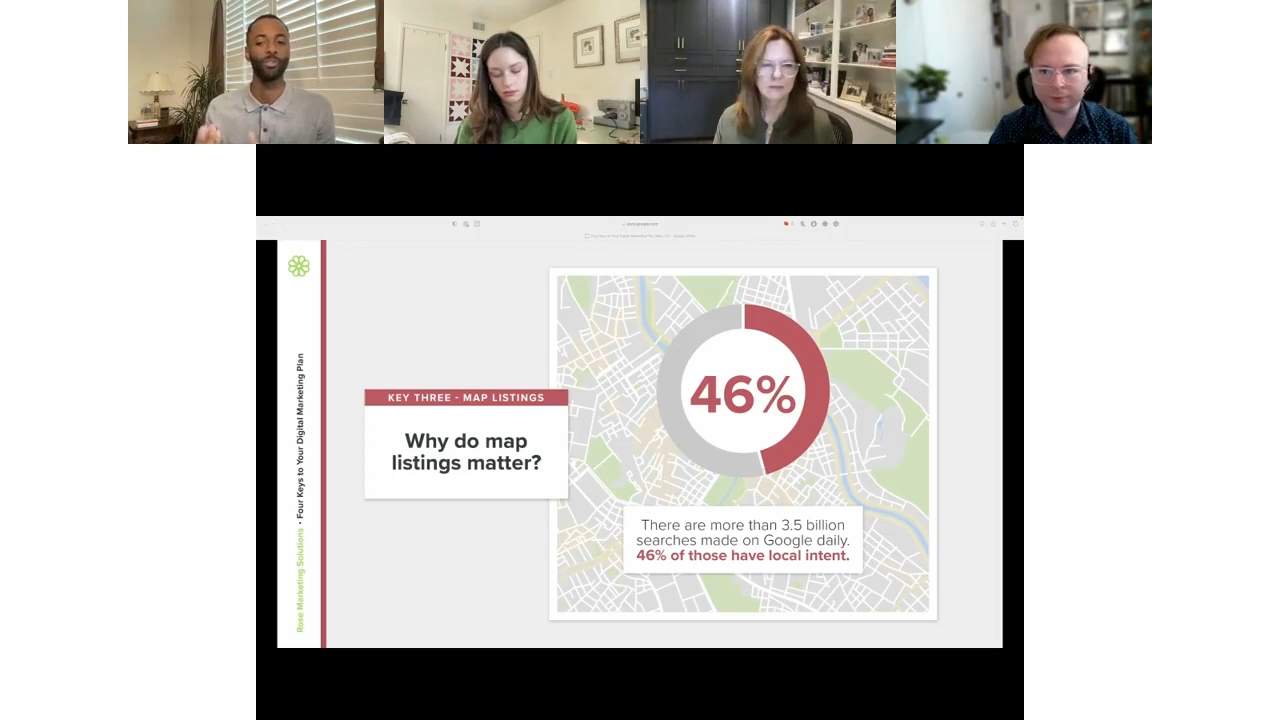 Rose Marketing Solutions • Four Keys to Your Digital Marketing Plan
KEY THREE - MAP LISTINGS
Why do map
listings matter?
46%
There are more than 3.5 billion
searches made on Google daily.
46% of those have local intent.